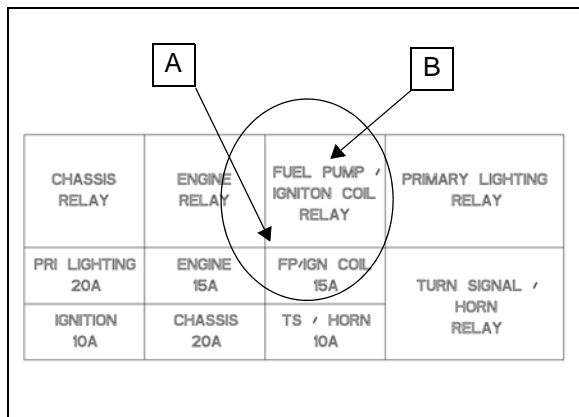 A
B
CHASSIS
RELAY
ENGINE
RELAY
FUEL PUMP /
IGNITON COIL
RELAY
PRIMARY LIGHTING
RELAY
PRI LIGHTING
20A
ENGINE
15A
FP/IGN COIL
15A
TURN SIGNAL /
HORN
RELAY
IGNITION
10A
CHASSIS
20A
TS / HORN
10A